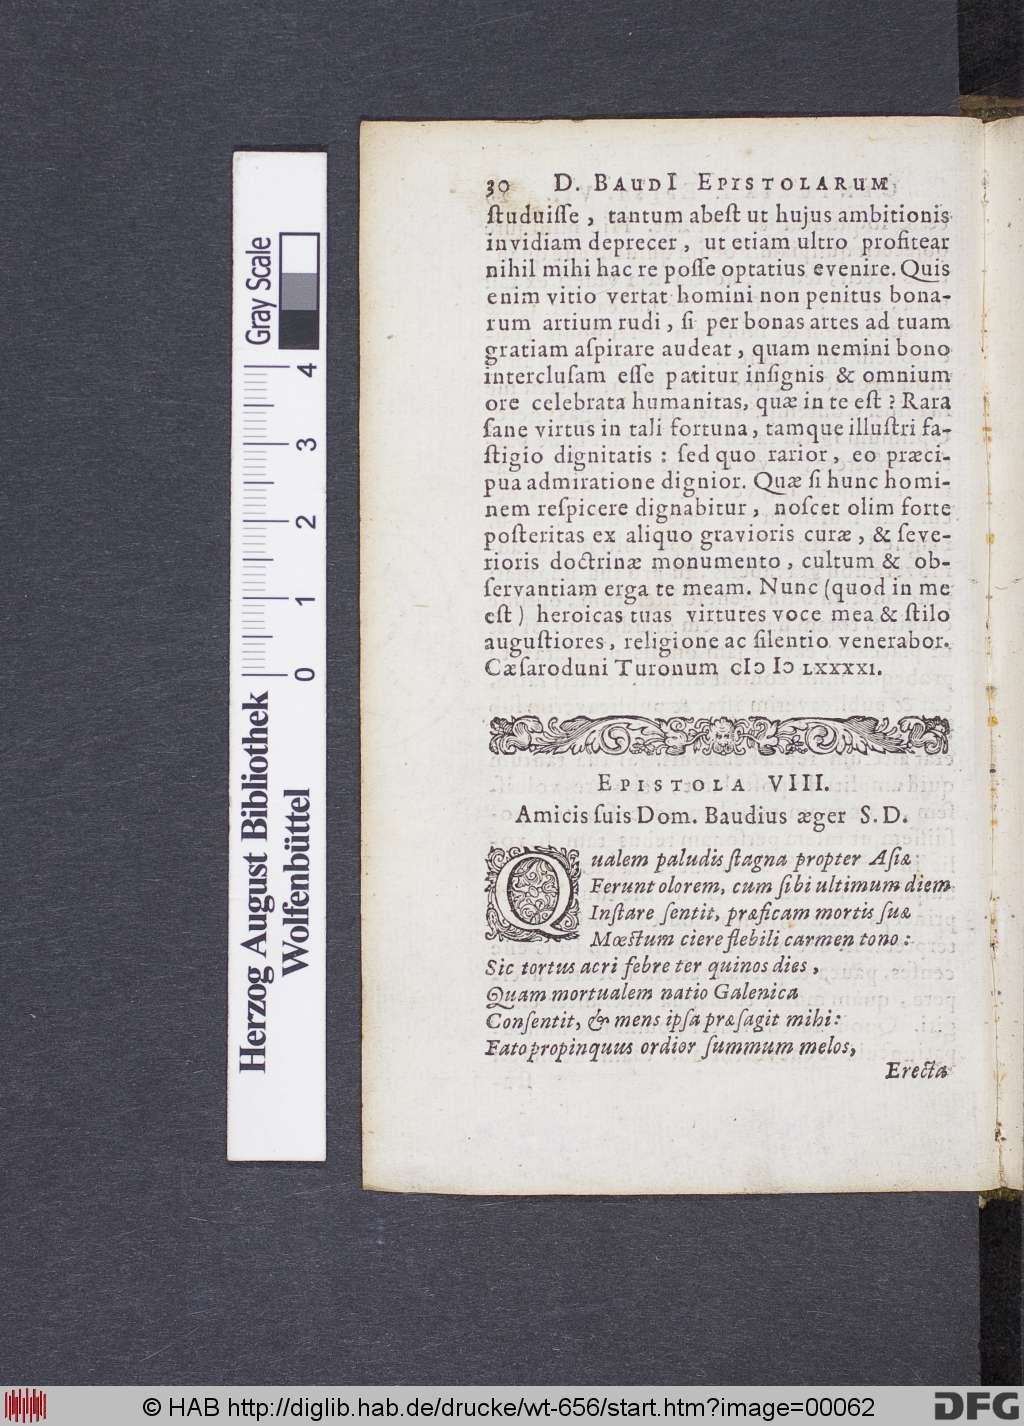 30 D. BAUDI EPISTOLARUM
ſtuduiſſe, tantum abeſt ut hujus ambitionis
invidiam deprecer, ut etiam ultro profitear
nihil mihi hac re poſſe optatius evenire. Quis
enim vitio vertat homini non penitus bona-
rum artium rudi, ſi per bonas artes ad tuam
gratiam aſpirare audeat, quam nemini bono
intercluſam eſſe patitur inſignis & omnium
ore celebrata humanitas, quæ in te eſt? Rara
ſane virtus in tali fortuna, tamque illuſtri fa-
ſtigio dignitatis: ſed quo rarior, eo præci-
pua admiratione dignior. Quæ ſi hunc homi-
nem reſpicere dignabitur, noſcet olim forte
poſteritas ex aliquo gravioris curæ, & ſeve-
rioris doctrinæ monumento, cultum & ob-
ſervantiam erga te meam. Nunc (quod in me
eſt) heroicas tuas virtutes voce mea & ſtilo
auguſtiores, religione ac ſilentio venerabor.
Cæſaroduni Turonum cIↄ Iↄ LXXXXI.
EPISTOLA VIII.
Amicis ſuis Dom. Baudius æger S. D.
Qualem paludis ſtagna propter Aſiæ
Ferunt olorem, cum ſibi ultimum diem
Inſtare ſentit, præficam mortis ſuæ
Mœſtum ciere flebili carmen tono:
Sic tortus acri febre ter quinos dies,
Quam mortualem natio Galenica
Conſentit, & mens ipſa præſagit mihi:
Fato propinquus ordior ſummum melos,
Erecta
Herzog August Bibliothek
Wolfenbüttel
0 1 2 3 4
Gray Scale
© HAB http://diglib.hab.de/drucke/wt-656/start.htm?image=00062
DFG